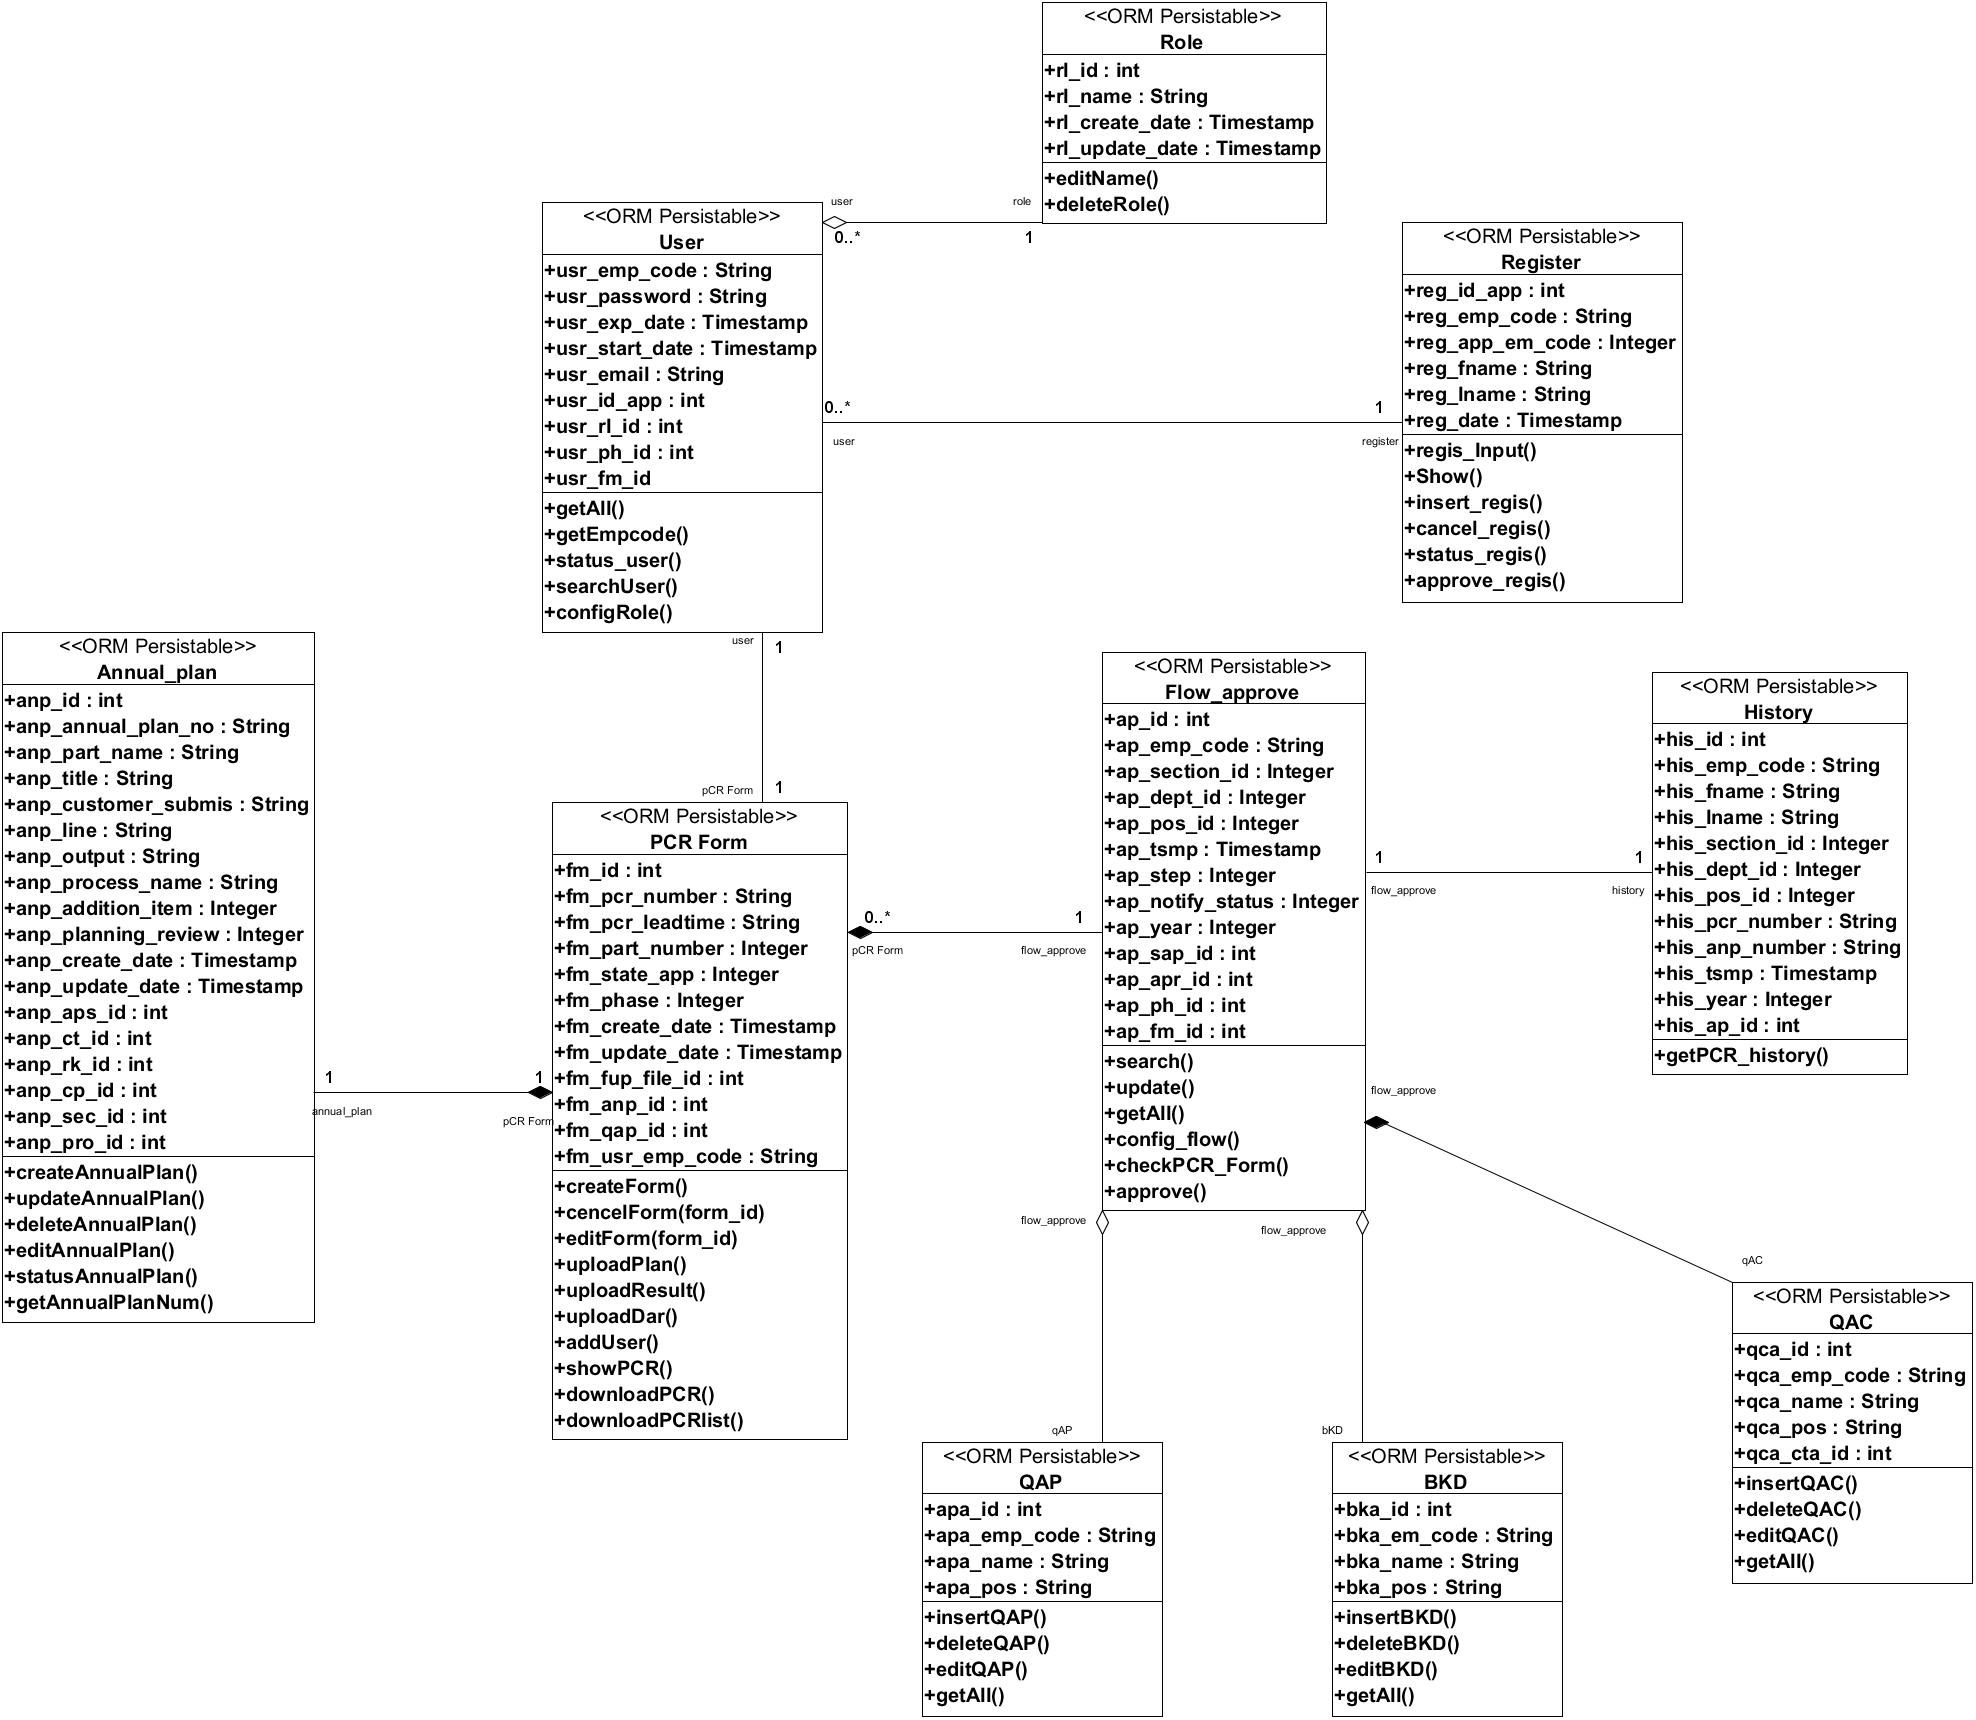 <<ORM Persistable>>
Role
+rl_id : int
+rl_name : String
+rl_create_date : Timestamp
+rl_update_date : Timestamp
+editName()
+deleteRole()
user
role
0..*
1
<<ORM Persistable>>
User
+usr_emp_code : String
+usr_password : String
+usr_exp_date : Timestamp
+usr_start_date : Timestamp
+usr_email : String
+usr_id_app : int
+usr_rl_id : int
+usr_ph_id : int
+usr_fm_id
+getAll()
+getEmpcode()
+status_user()
+searchUser()
+configRole()
0..*
1
user
register
<<ORM Persistable>>
Register
+reg_id_app : int
+reg_emp_code : String
+reg_app_em_code : Integer
+reg_fname : String
+reg_lname : String
+reg_date : Timestamp
+regis_Input()
+Show()
+insert_regis()
+cancel_regis()
+status_regis()
+approve_regis()
user
1
pCR Form
1
<<ORM Persistable>>
Annual_plan
+anp_id : int
+anp_annual_plan_no : String
+anp_part_name : String
+anp_title : String
+anp_customer_submis : String
+anp_line : String
+anp_output : String
+anp_process_name : String
+anp_addition_item : Integer
+anp_planning_review : Integer
+anp_create_date : Timestamp
+anp_update_date : Timestamp
+anp_aps_id : int
+anp_ct_id : int
+anp_rk_id : int
+anp_cp_id : int
+anp_sec_id : int
+anp_pro_id : int
+createAnnualPlan()
+updateAnnualPlan()
+deleteAnnualPlan()
+editAnnualPlan()
+statusAnnualPlan()
+getAnnualPlanNum()
1
1
annual_plan
pCR Form
<<ORM Persistable>>
PCR Form
+fm_id : int
+fm_pcr_number : String
+fm_pcr_leadtime : String
+fm_part_number : Integer
+fm_state_app : Integer
+fm_phase : Integer
+fm_create_date : Timestamp
+fm_update_date : Timestamp
+fm_fup_file_id : int
+fm_anp_id : int
+fm_qap_id : int
+fm_usr_emp_code : String
+createForm()
+cencelForm(form_id)
+editForm(form_id)
+uploadPlan()
+uploadResult()
+uploadDar()
+addUser()
+showPCR()
+downloadPCR()
+downloadPCRlist()
0..*
1
pCR Form
flow_approve
<<ORM Persistable>>
Flow_approve
+ap_id : int
+ap_emp_code : String
+ap_section_id : Integer
+ap_dept_id : Integer
+ap_pos_id : Integer
+ap_tsmp : Timestamp
+ap_step : Integer
+ap_notify_status : Integer
+ap_year : Integer
+ap_sap_id : int
+ap_apr_id : int
+ap_ph_id : int
+ap_fm_id : int
+search()
+update()
+getAll()
+config_flow()
+checkPCR_Form()
+approve()
1
1
flow_approve
history
<<ORM Persistable>>
History
+his_id : int
+his_emp_code : String
+his_fname : String
+his_lname : String
+his_section_id : Integer
+his_dept_id : Integer
+his_pos_id : Integer
+his_pcr_number : String
+his_anp_number : String
+his_tsmp : Timestamp
+his_year : Integer
+his_ap_id : int
+getPCR_history()
flow_approve
flow_approve
flow_approve
qAC
qAP
bKD
<<ORM Persistable>>
QAP
+apa_id : int
+apa_emp_code : String
+apa_name : String
+apa_pos : String
+insertQAP()
+deleteQAP()
+editQAP()
+getAll()
<<ORM Persistable>>
BKD
+bka_id : int
+bka_em_code : String
+bka_name : String
+bka_pos : String
+insertBKD()
+deleteBKD()
+editBKD()
+getAll()
<<ORM Persistable>>
QAC
+qca_id : int
+qca_emp_code : String
+qca_name : String
+qca_pos : String
+qca_cta_id : int
+insertQAC()
+deleteQAC()
+editQAC()
+getAll()